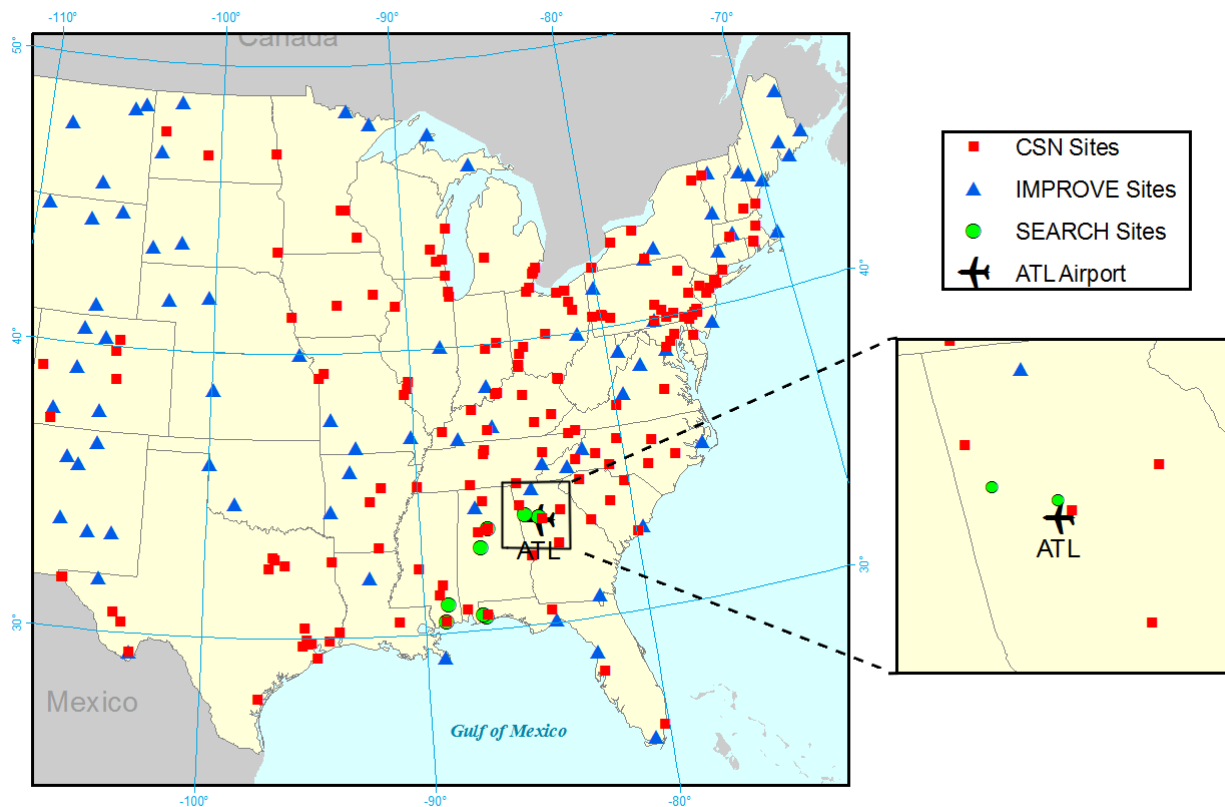 -110°
-100°
-90°
-80°
-70°
50°
Canada
CSN Sites
IMPROVE Sites
SEARCH Sites
ATL Airport
40°
40°
ATL
ATL
30°
30°
Mexico
Gulf of Mexico
-100°
-90°
-80°